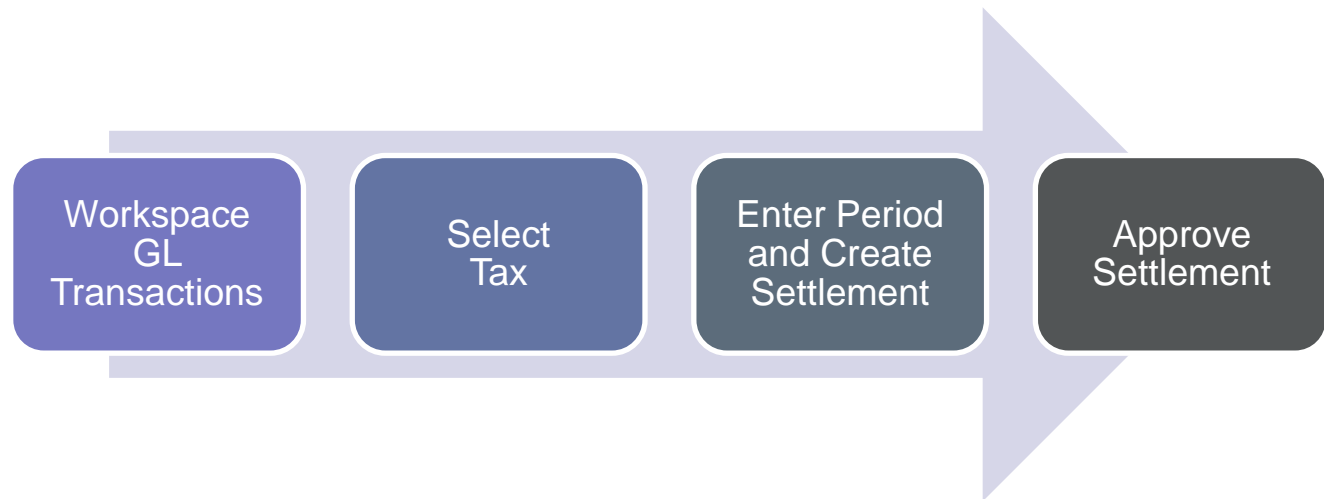 Workspace
GL
Transactions
Select
Tax
Enter Period
and Create
Settlement
Approve
Settlement